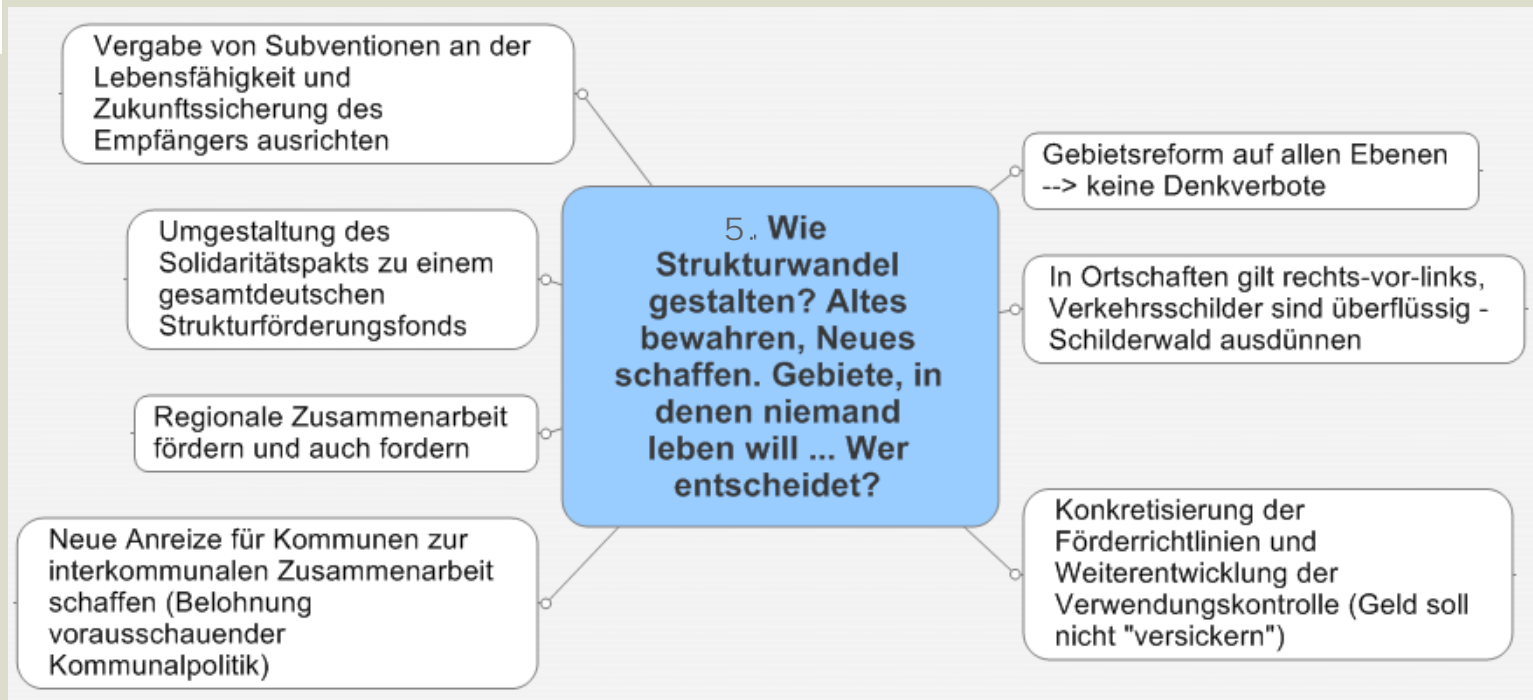 Vergabe von Subventionen an der
Lebensfähigkeit und
Zukunftssicherung des
Empfängers ausrichten
Umgestaltung des
Solidaritätspakts zu einem
gesamtdeutschen
Strukturförderungsfonds
Regionale Zusammenarbeit
fördern und auch fordern
Neue Anreize für Kommunen zur
interkommunalen Zusammenarbeit
schaffen (Belohnung
vorausschauender
Kommunalpolitik)
5. Wie
Strukturwandel
gestalten? Altes
bewahren, Neues
schaffen. Gebiete, in
denen niemand
leben will ... Wer
entscheidet?
Gebietsreform auf allen Ebenen
--> keine Denkverbote
In Ortschaften gilt rechts-vor-links,
Verkehrsschilder sind überflüssig -
Schilderwald ausdünnen
Konkretisierung der
Förderrichtlinien und
Weiterentwicklung der
Verwendungskontrolle (Geld soll
nicht "versickern")